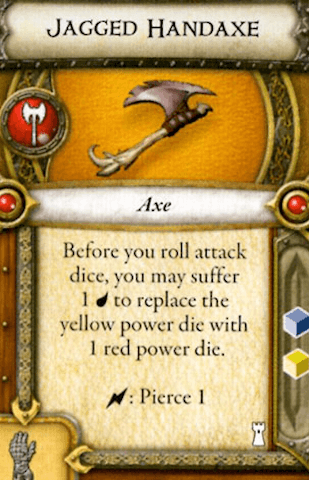 Jagged Handaxe
Axe
Before you roll attack
dice, you may suffer
1 to replace the
yellow power die with
1 red power die.
: Pierce 1